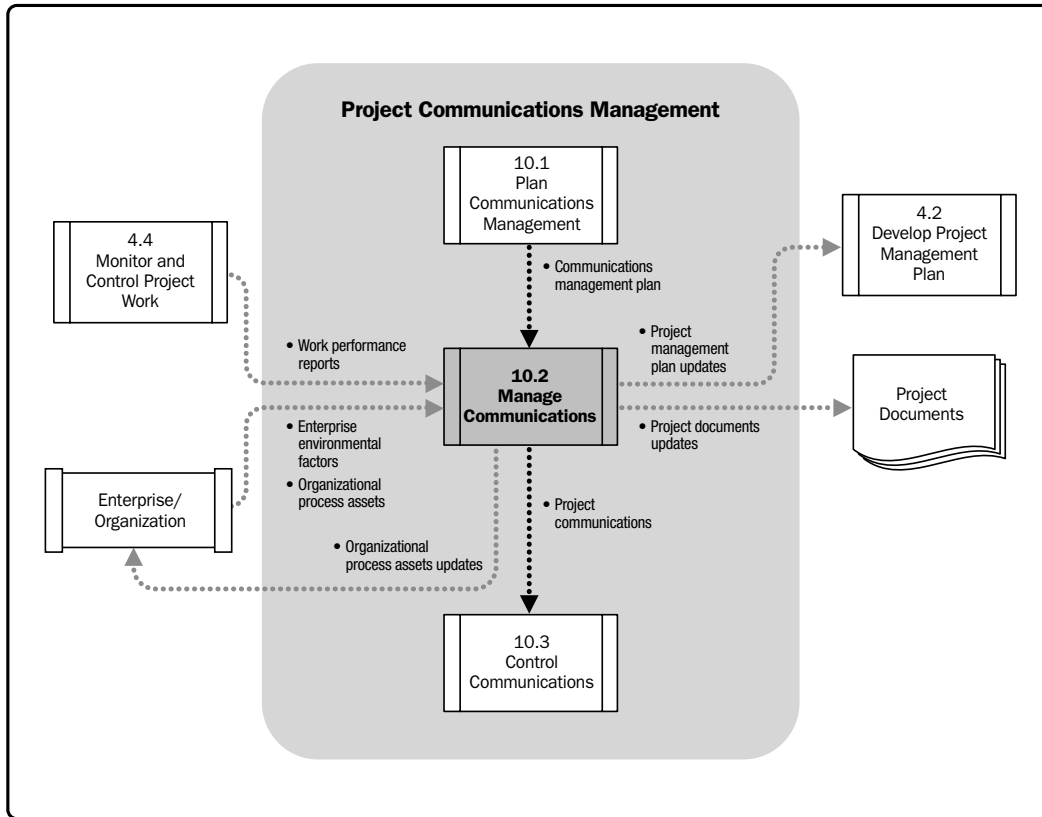 Project Communications Management
10.1
Plan
Communications
Management
4.4
Monitor and
Control Project
Work
4.2
Develop Project
Management
Plan
• Communications
management plan
• Work performance
reports
• Project
management
plan updates
10.2
Manage
Communications
Project
Documents
• Enterprise
environmental
factors
• Organizational
process assets
• Project documents
updates
Enterprise/
Organization
• Project
communications
• Organizational
process assets updates
10.3
Control
Communications